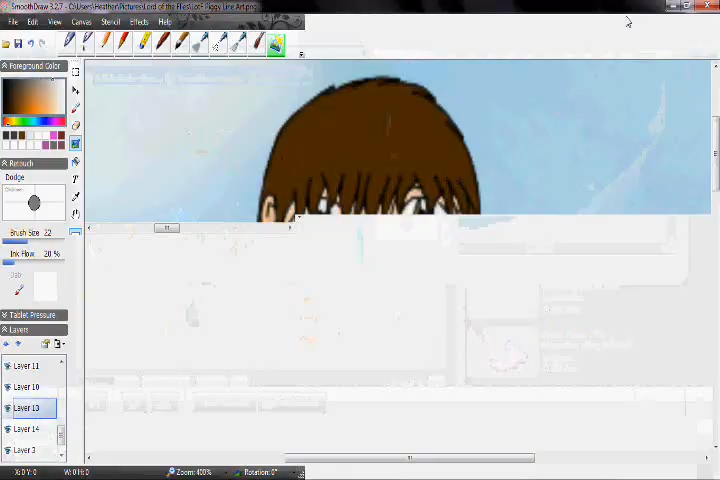 SmoothDraw 3.2.7 - C:\Users\Heather\Pictures\Lord of the Flies\LotF Piggy Line Art.png
File Edit View Canvas Stencil Effects Help
Foreground Color
Retouch
Dodge
Brush Size 22
Ink Flow 20 %
Dab
Tablet Pressure
Layers
Layer 11
Layer 10
Layer 13
Layer 14
Layer 3
X: 0 Y: 0 W: 0 H: 0 Zoom: 400% Rotation: 0°